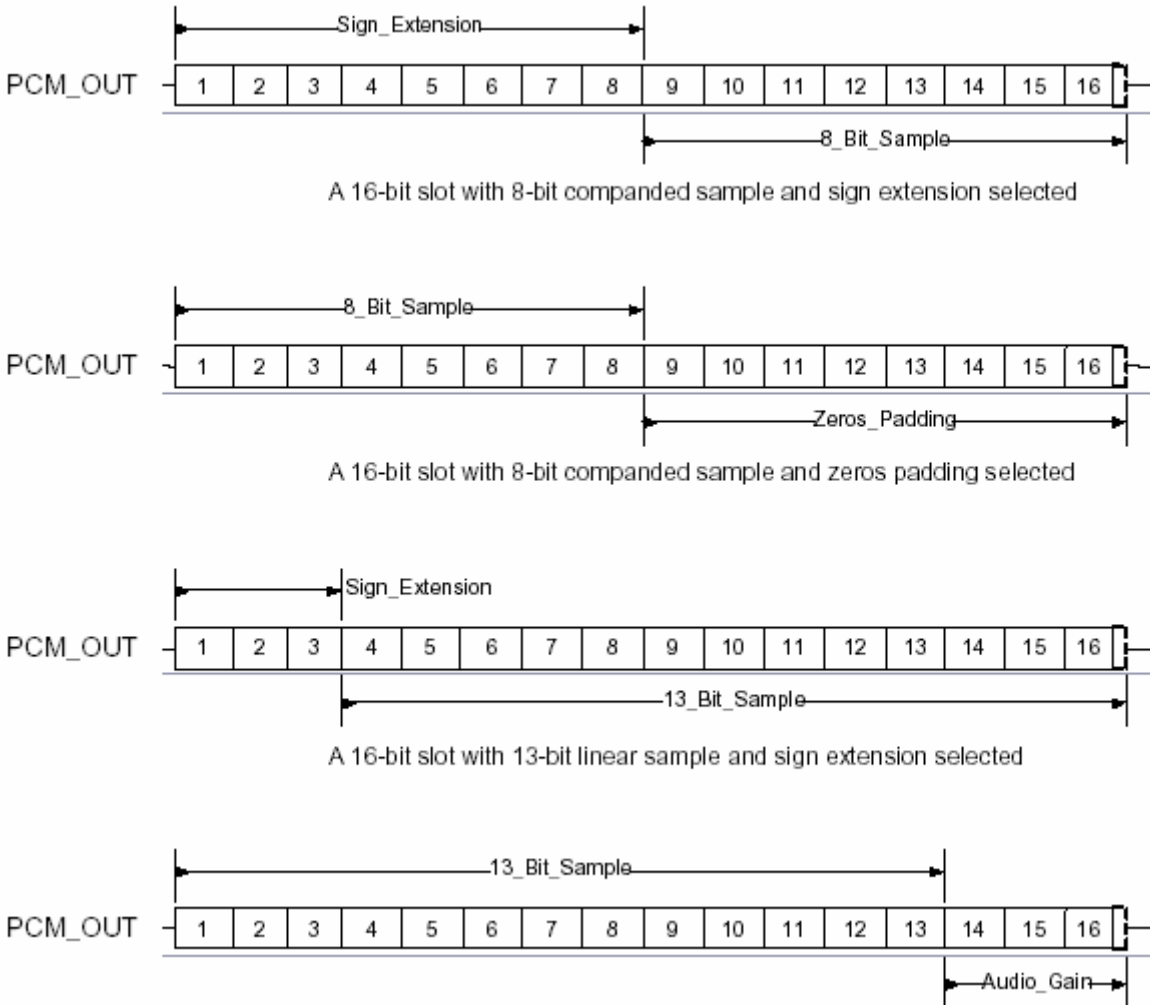 Sign_Extension
PCM_OUT 1 2 3 4 5 6 7 8 9 10 11 12 13 14 15 16
8_Bit_Sample
A 16-bit slot with 8-bit companded sample and sign extension selected
8_Bit_Sample
PCM_OUT 1 2 3 4 5 6 7 8 9 10 11 12 13 14 15 16
Zeros_Padding
A 16-bit slot with 8-bit companded sample and zeros padding selected
Sign_Extension
PCM_OUT 1 2 3 4 5 6 7 8 9 10 11 12 13 14 15 16
13_Bit_Sample
A 16-bit slot with 13-bit linear sample and sign extension selected
13_Bit_Sample
PCM_OUT 1 2 3 4 5 6 7 8 9 10 11 12 13 14 15 16
Audio_Gain